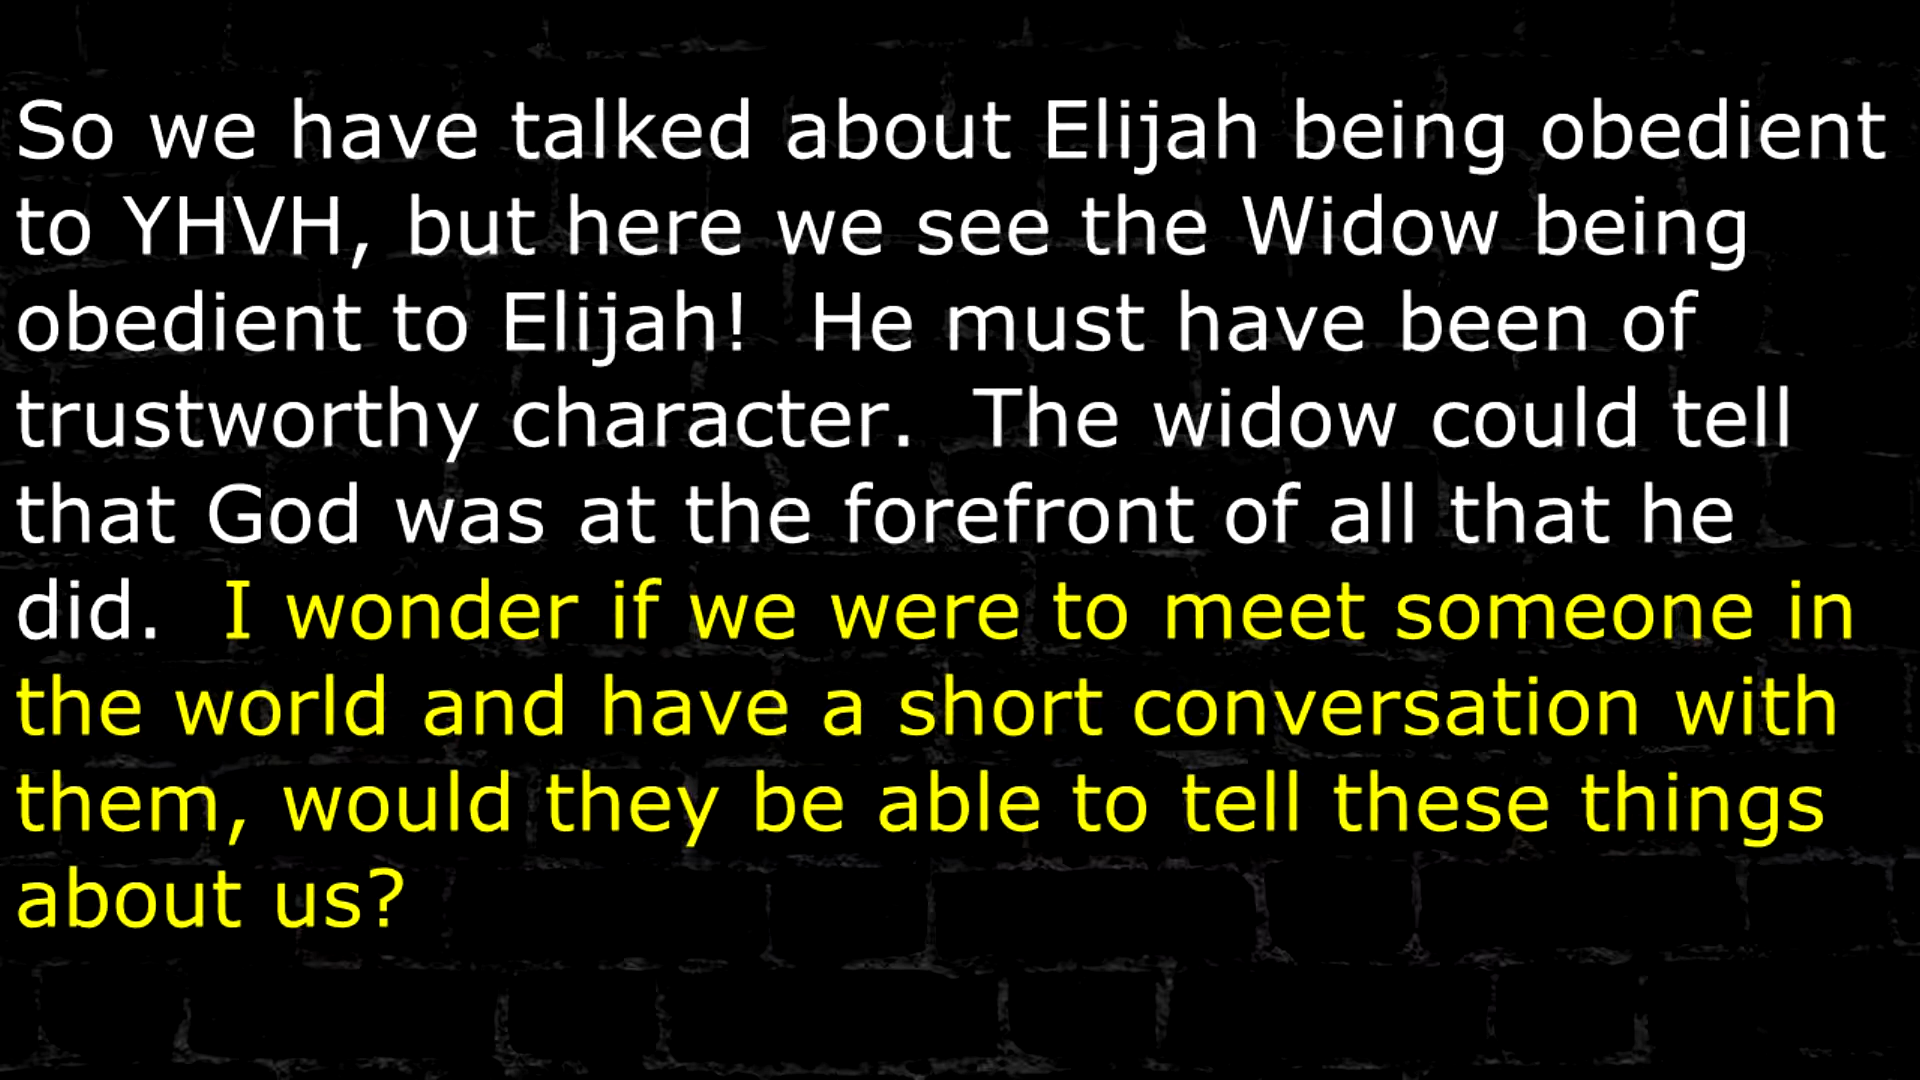 So we have talked about Elijah being obedient
to YHVH, but here we see the Widow being
obedient to Elijah!  He must have been of
trustworthy character.  The widow could tell
that God was at the forefront of all that he
did.  I wonder if we were to meet someone in
the world and have a short conversation with
them, would they be able to tell these things
about us?